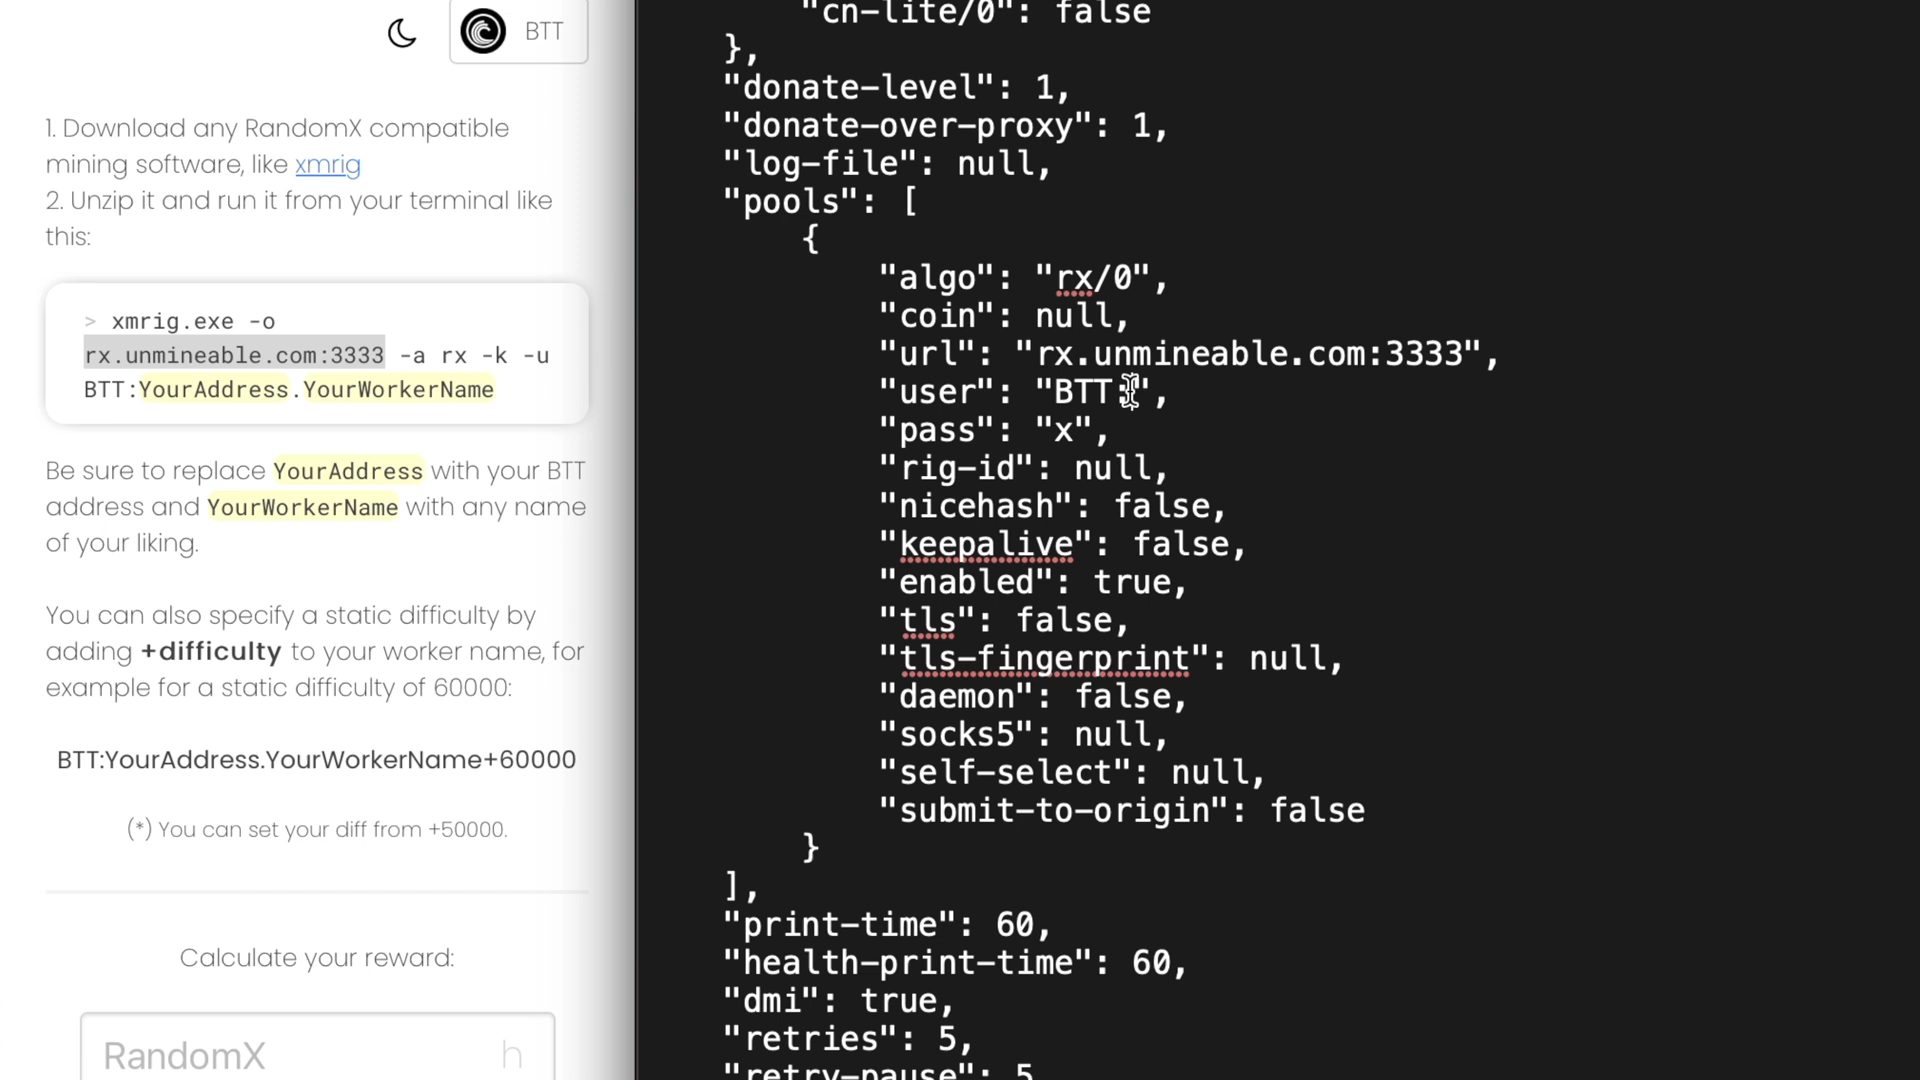 BTT
1. Download any RandomX compatible
mining software, like xmrig
2. Unzip it and run it from your terminal like
this:
> xmrig.exe -o
rx.unmineable.com:3333 -a rx -k -u
BTT:YourAddress.YourWorkerName
Be sure to replace YourAddress with your BTT
address and YourWorkerName with any name
of your liking.
You can also specify a static difficulty by
adding +difficulty to your worker name, for
example for a static difficulty of 60000:
BTT:YourAddress.YourWorkerName+60000
(*) You can set your diff from +50000.
Calculate your reward:
RandomX h
"cn-lite/0": false
},
"donate-level": 1,
"donate-over-proxy": 1,
"log-file": null,
"pools": [
{
"algo": "rx/0",
"coin": null,
"url": "rx.unmineable.com:3333",
"user": "BTT:",
"pass": "x",
"rig-id": null,
"nicehash": false,
"keepalive": false,
"enabled": true,
"tls": false,
"tls-fingerprint": null,
"daemon": false,
"socks5": null,
"self-select": null,
"submit-to-origin": false
}
],
"print-time": 60,
"health-print-time": 60,
"dmi": true,
"retries": 5,
"retry-pause": 5